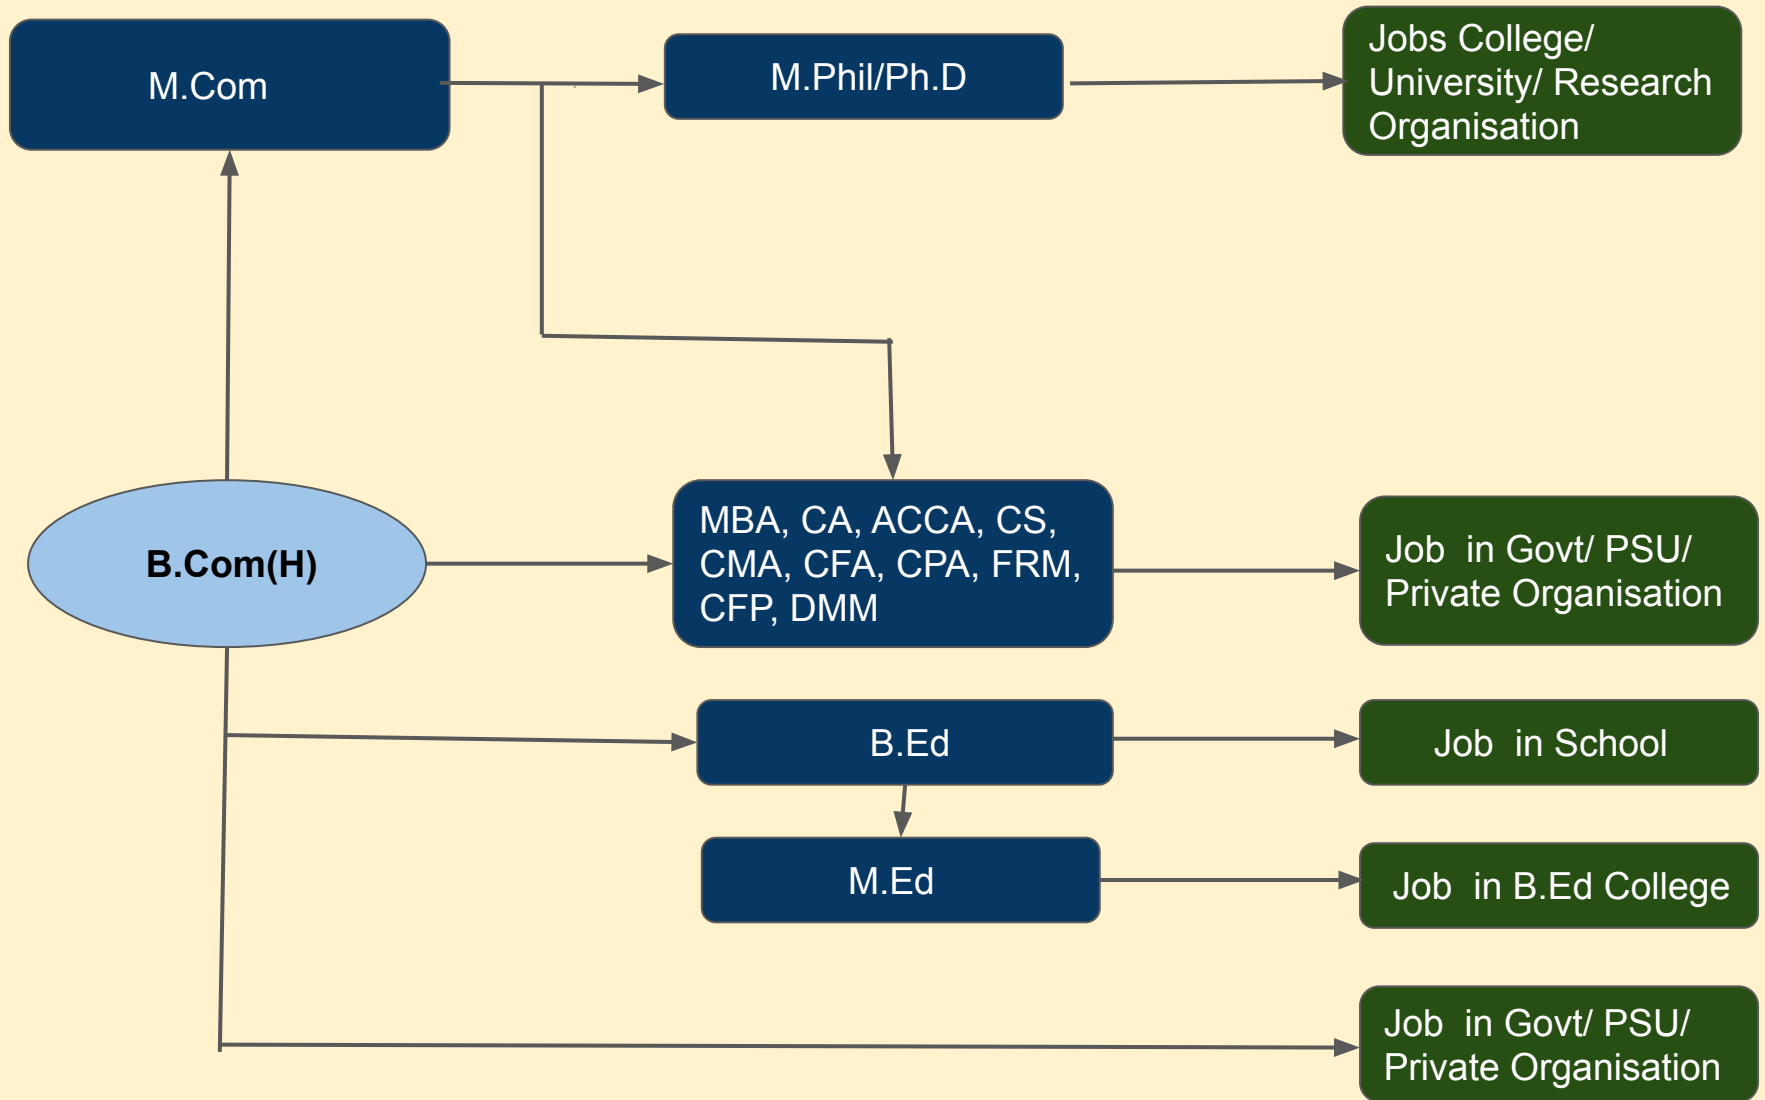 M.Com
M.Phil/Ph.D
Jobs College/
University/ Research
Organisation
B.Com(H)
MBA, CA, ACCA, CS,
CMA, CFA, CPA, FRM,
CFP, DMM
Job  in Govt/ PSU/
Private Organisation
B.Ed
Job  in School
M.Ed
Job  in B.Ed College
Job  in Govt/ PSU/
Private Organisation